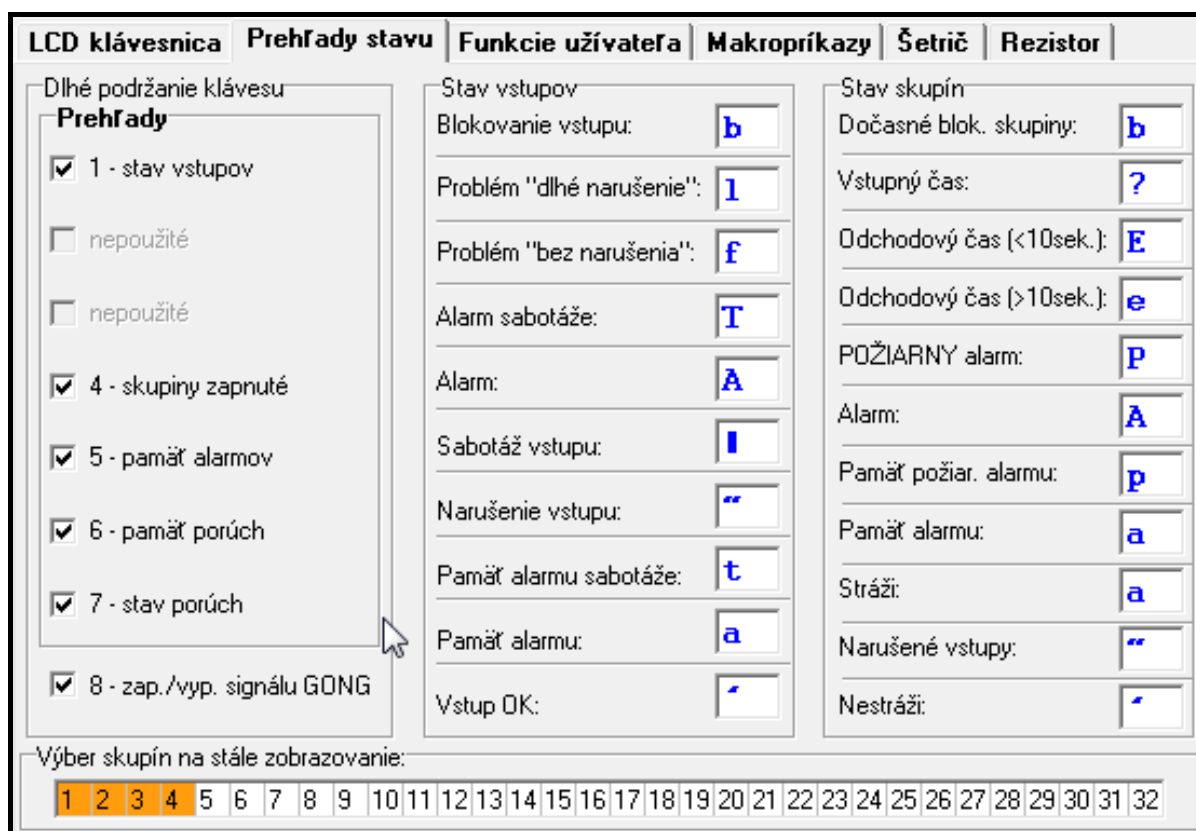 LCD klávesnica Prehľady stavu Funkcie užívateľa Makropríkazy Šetrič Rezistor
Dlhé podržanie klávesu
Prehľady
1 - stav vstupov
nepoužité
nepoužité
4 - skupiny zapnuté
5 - pamäť alarmov
6 - pamäť porúch
7 - stav porúch
8 - zap./vyp. signálu GONG
Stav vstupov
Blokovanie vstupu: b
Problém "dlhé narušenie": l
Problém "bez narušenia": f
Alarm sabotáže: T
Alarm: A
Sabotáž vstupu:
Narušenie vstupu: “
Pamäť alarmu sabotáže: t
Pamäť alarmu: a
Vstup OK: ‘
Stav skupín
Dočasné blok. skupiny: b
Vstupný čas: ?
Odchodový čas (<10sek.): E
Odchodový čas (>10sek.): e
POŽIARNY alarm: P
Alarm: A
Pamäť požiar. alarmu: p
Pamäť alarmu: a
Stráži: a
Narušené vstupy: “
Nestráži: ‘
Výber skupín na stále zobrazovanie:
1 2 3 4 5 6 7 8 9 10 11 12 13 14 15 16 17 18 19 20 21 22 23 24 25 26 27 28 29 30 31 32